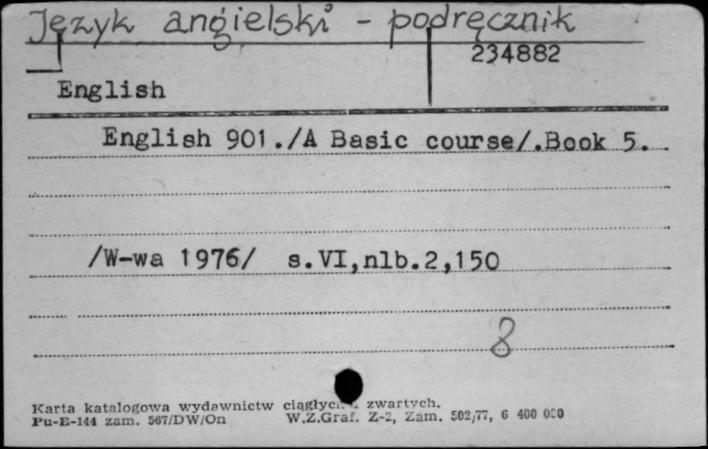 Język angielski - podręcznik
234882
English
English 901./A Basic course/.Book 5.
/W-wa 1976/ s.VI,nlb.2,150
8
Karta katalogowa wydawnictw zwartych.
Pu-E-144 zam. 567/DW/On W.Z.Graf. Z-2, Zam. 502/77, 6 400 000